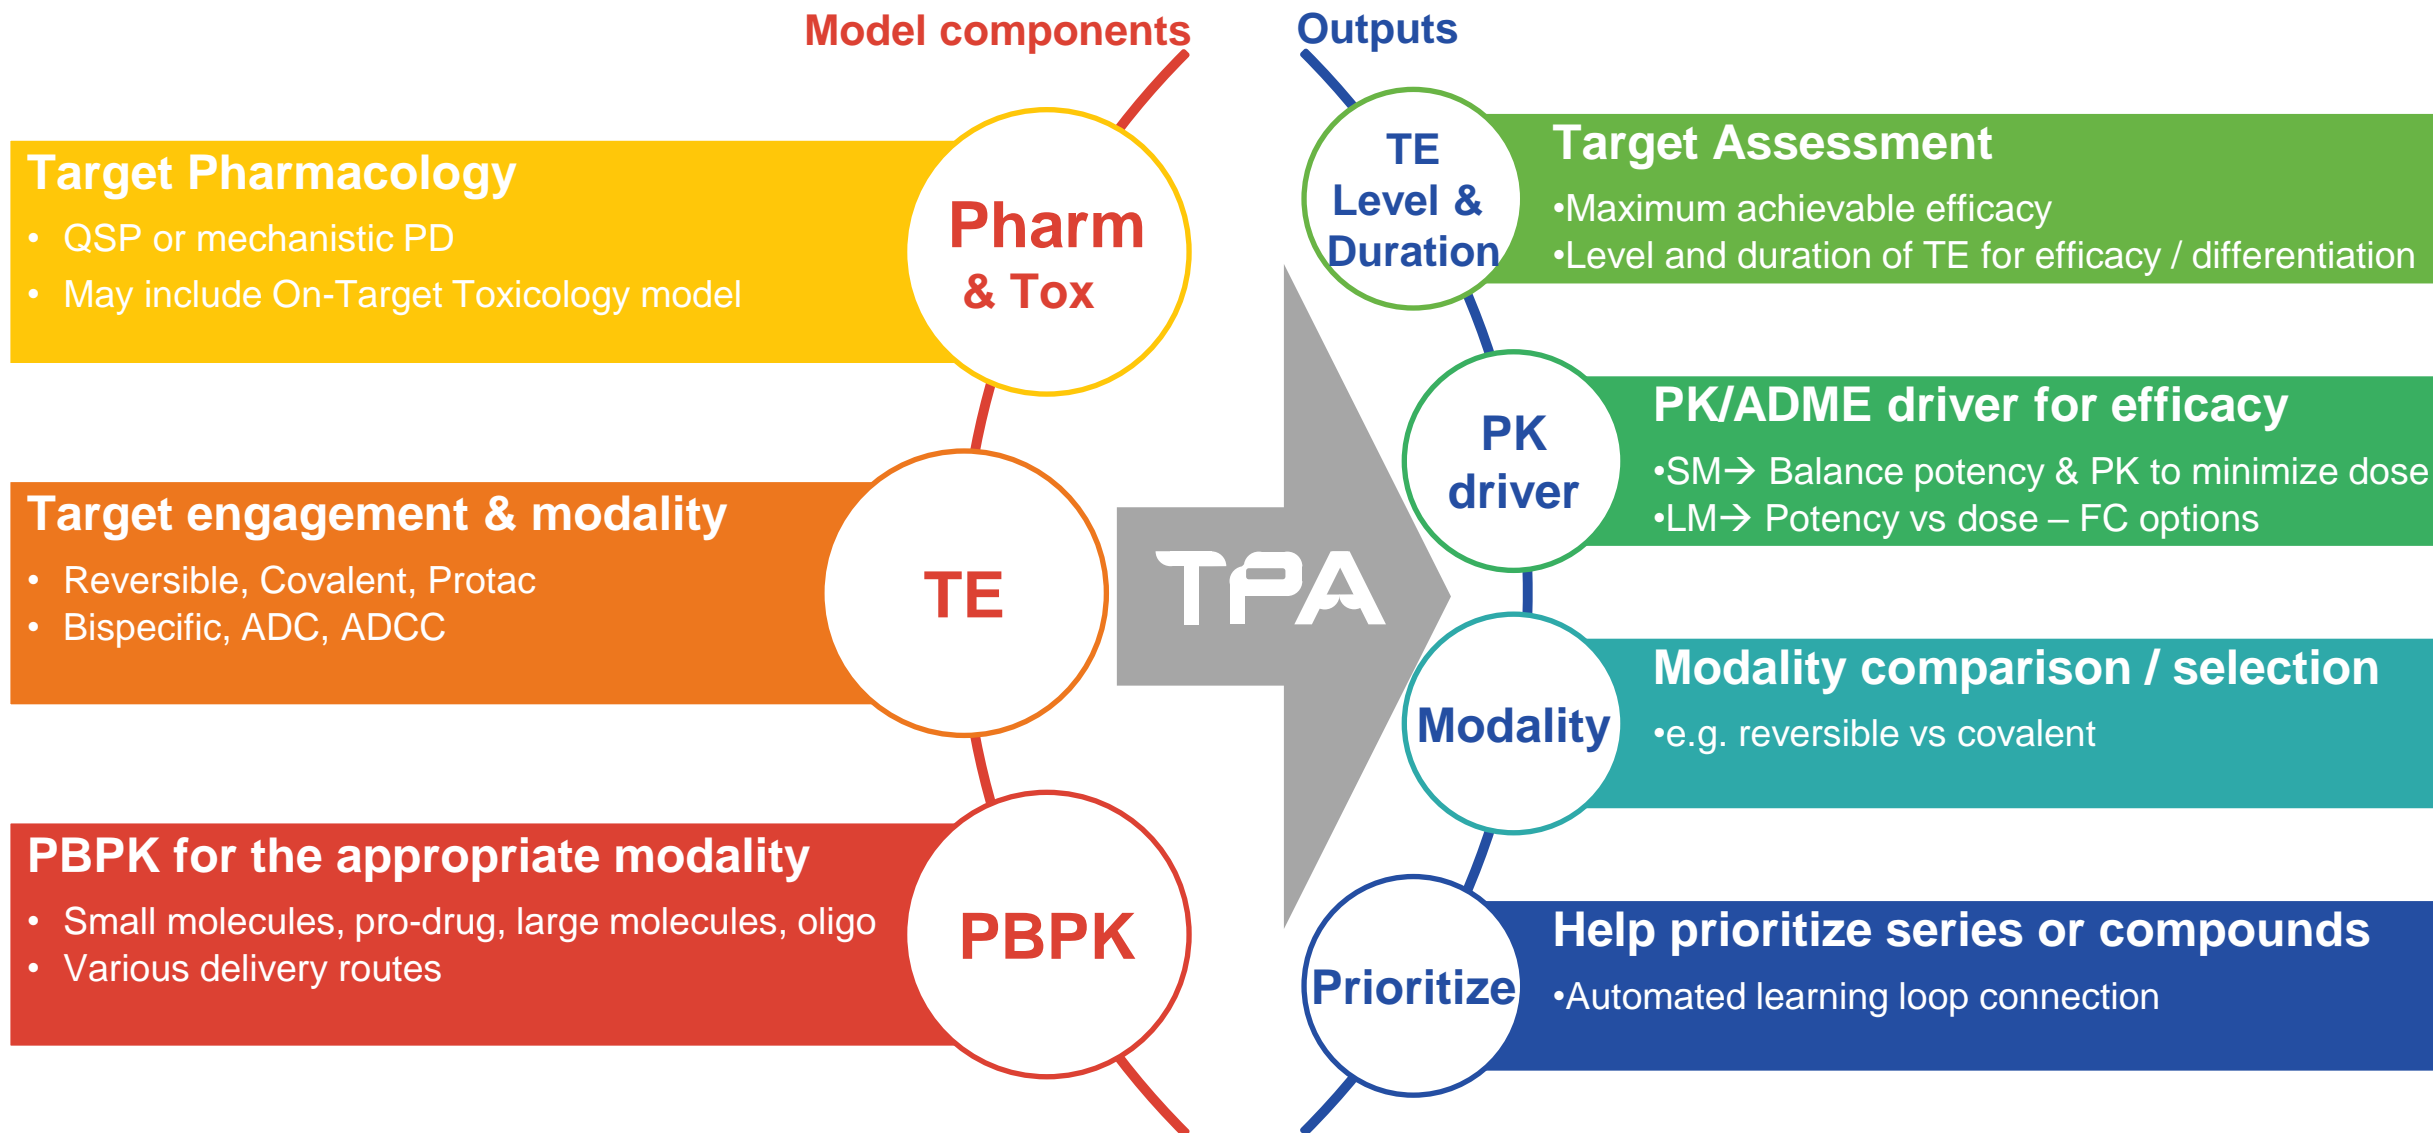 Model components
Pharm
& Tox
Target Pharmacology
• QSP or mechanistic PD
• May include On-Target Toxicology model
TE
Target engagement & modality
• Reversible, Covalent, Protac
• Bispecific, ADC, ADCC
PBPK
PBPK for the appropriate modality
• Small molecules, pro-drug, large molecules, oligo
• Various delivery routes
TPA
Outputs
TE
Level &
Duration
Target Assessment
•Maximum achievable efficacy
•Level and duration of TE for efficacy / differentiation
PK
driver
PK/ADME driver for efficacy
•SM→ Balance potency & PK to minimize dose
•LM→ Potency vs dose – FC options
Modality
Modality comparison / selection
•e.g. reversible vs covalent
Prioritize
Help prioritize series or compounds
•Automated learning loop connection